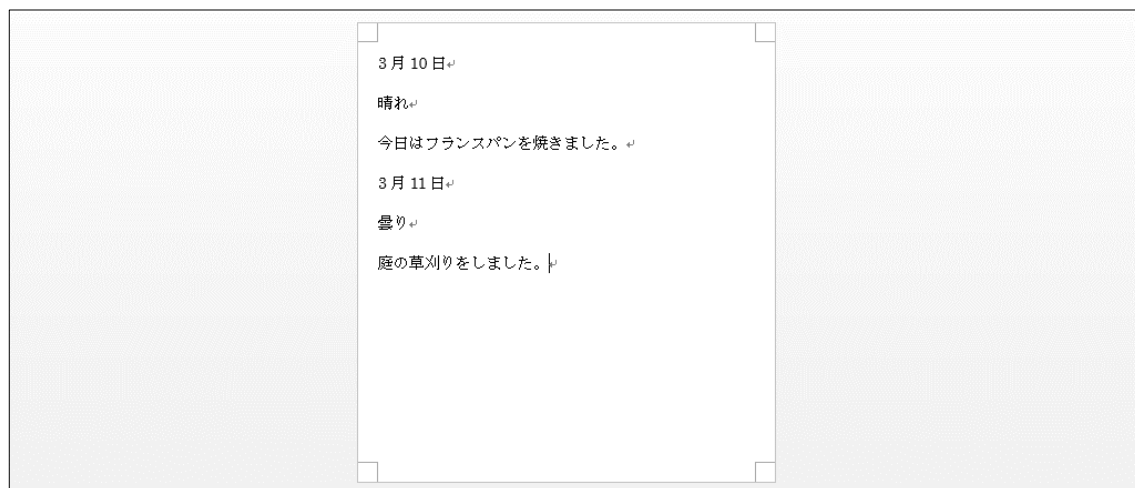 3月10日
晴れ
今日はフランスパンを焼きました。
3月11日
曇り
庭の草刈りをしました。